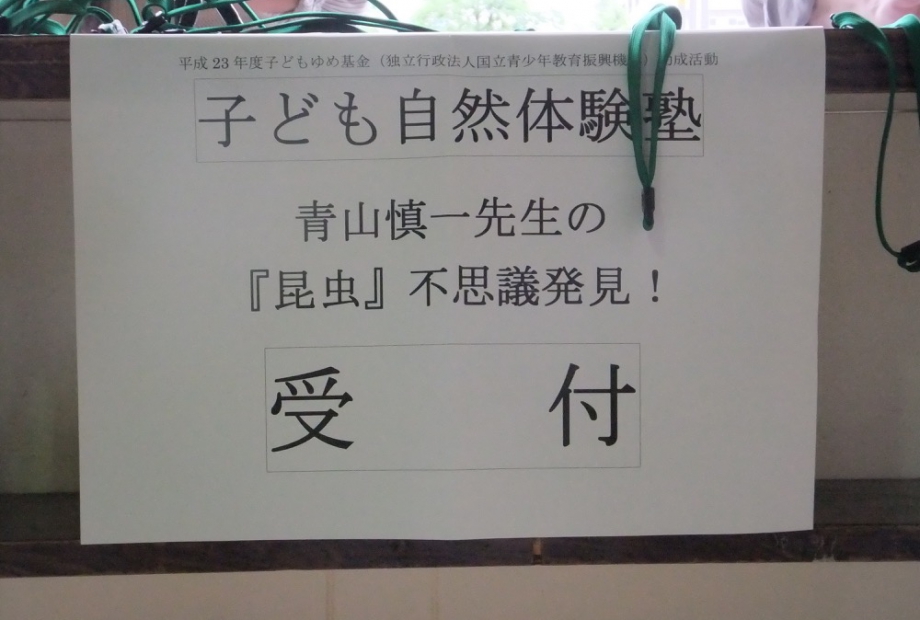 平成 23 年度子どもゆめ基金（独立行政法人国立青少年教育振興機）成活動
子ども自然体験塾
青山慎一先生の
『昆虫』不思議発見！
受付